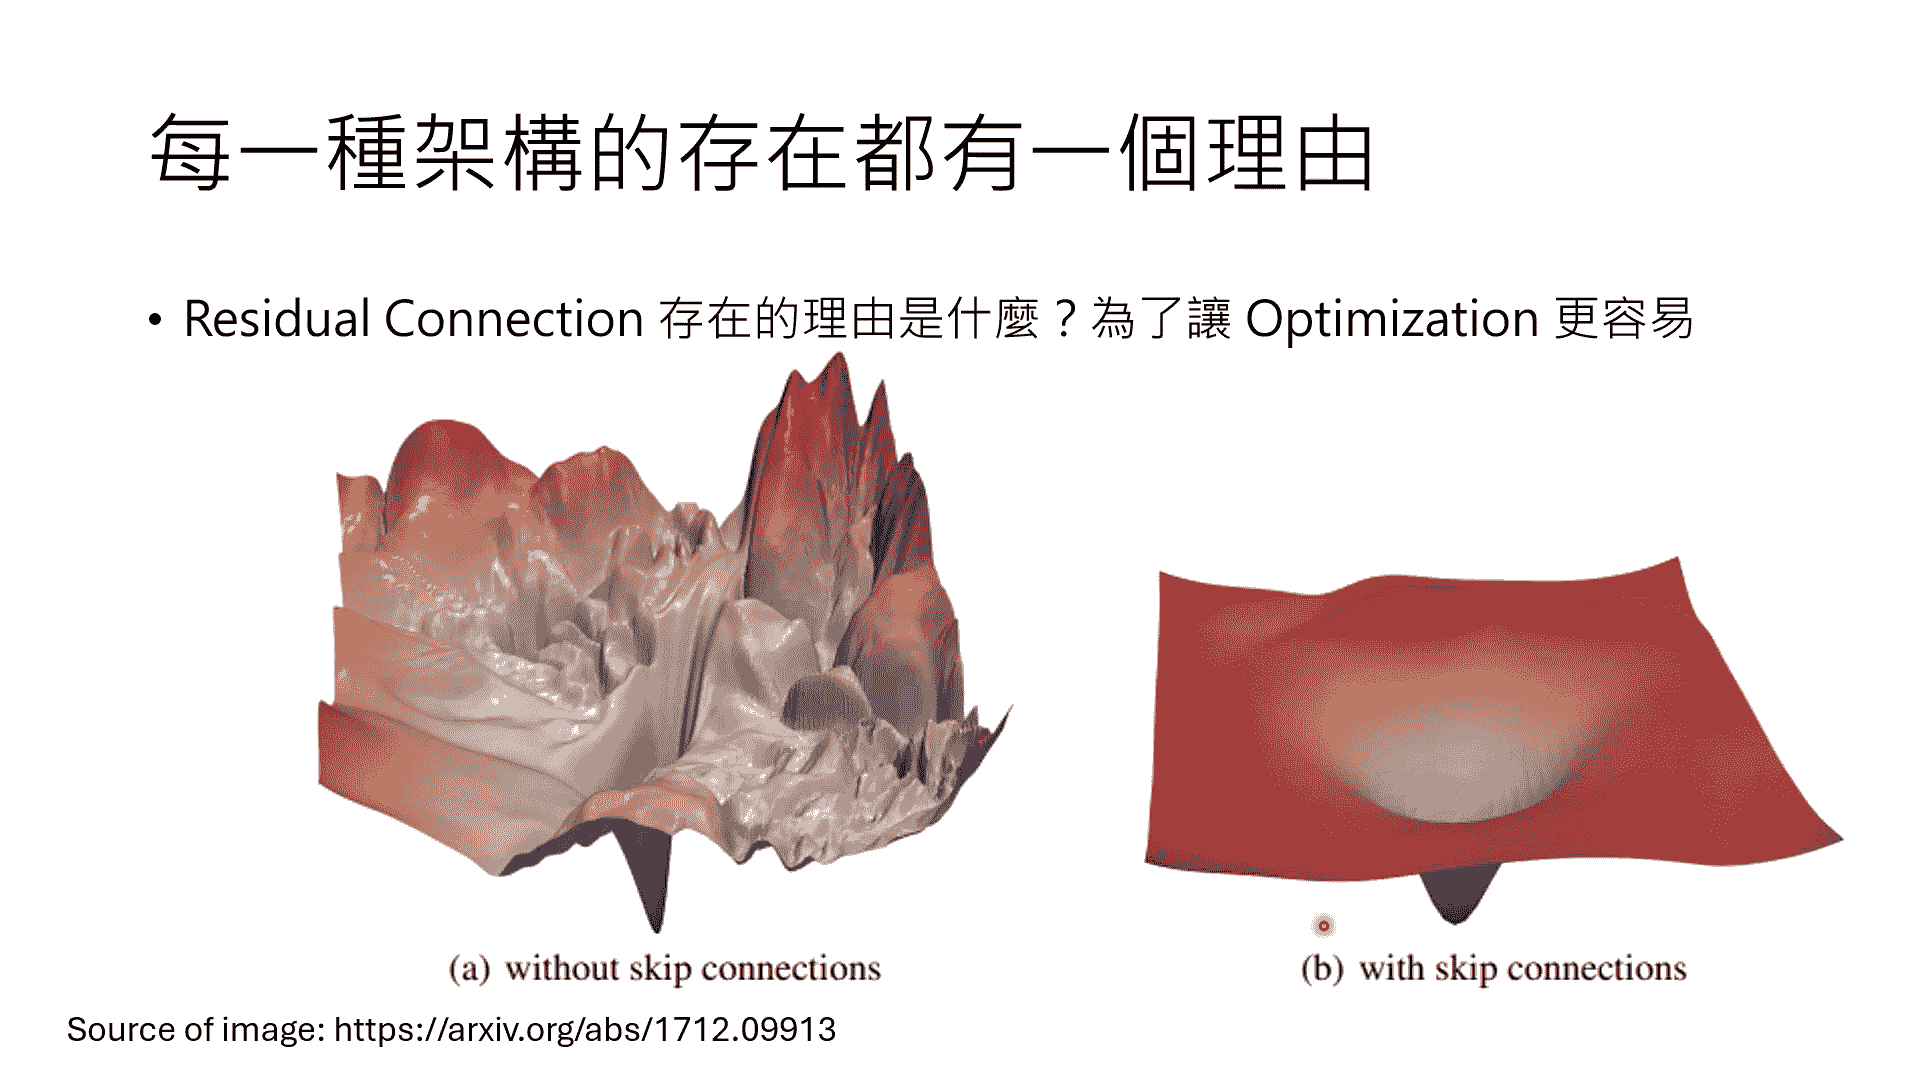 每一種架構的存在都有一個理由
• Residual Connection 存在的理由是什麼？為了讓 Optimization 更容易
(a) without skip connections
(b) with skip connections
Source of image: https://arxiv.org/abs/1712.09913